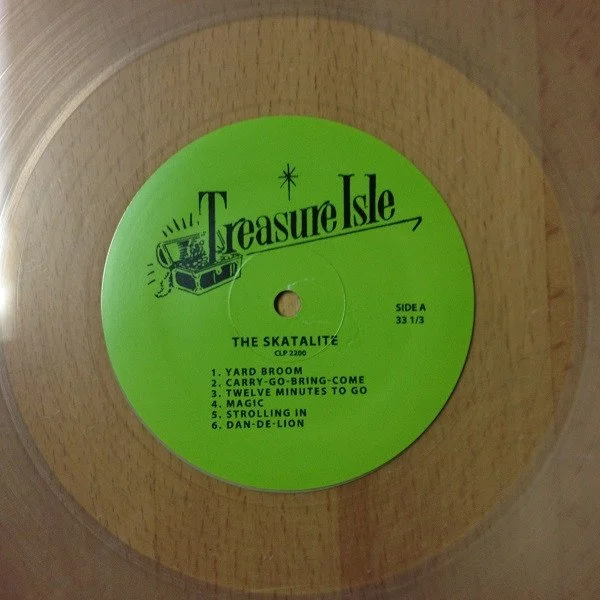 Treasure Isle
SIDE A
33 1/3
THE SKATALITE
CLP 2200
1. YARD BROOM
2. CARRY-GO-BRING-COME
3. TWELVE MINUTES TO GO
4. MAGIC
5. STROLLING IN
6. DAN-DE-LION